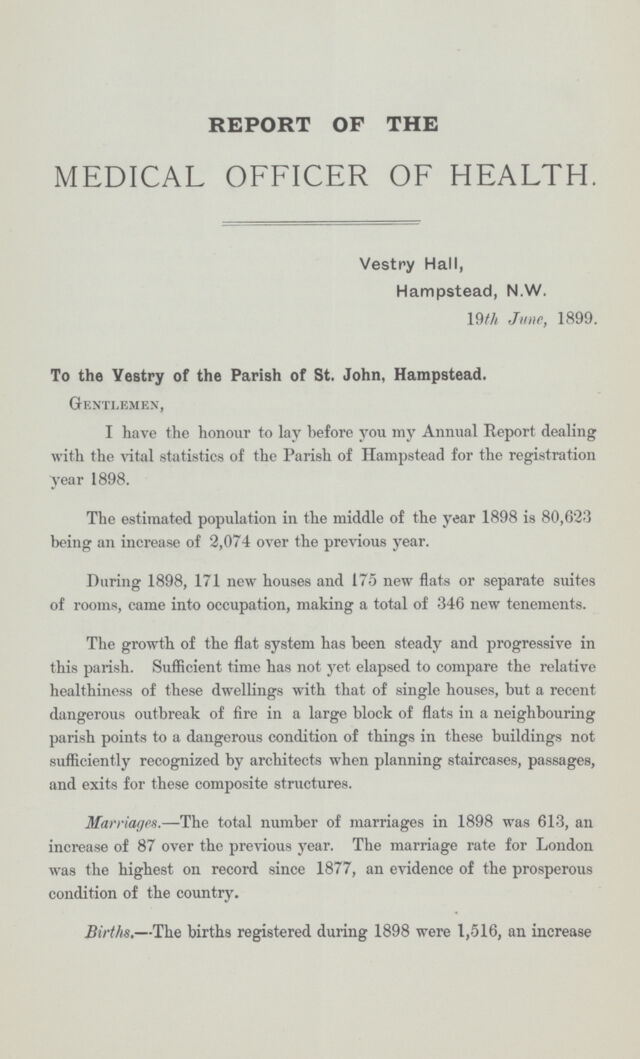 REPORT OF THE
MEDICAL OFFICER OF HEALTH.
Vestry Hall,
Hampstead, N.W.
19th June, 1899.
To the Vestry of the Parish of St. John, Hampstead.
GENTLEMEN,
I have the honour to lay before you my Annual Report dealing
with the vital statistics of the Parish of Hampstead for the registration
year 1898.
The estimated population in the middle of the year 1898 is 80,623
being an increase of 2,074 over the previous year.
During 1898, 171 new houses and 175 new flats or separate suites
of rooms, came into occupation, making a total of 346 new tenements.
The growth of the flat system has been steady and progressive in
this parish. Sufficient time has not yet elapsed to compare the relative
healthiness of these dwellings with that of single houses, but a recent
dangerous outbreak of fire in a large block of flats in a neighbouring
parish points to a dangerous condition of things in these buildings not
sufficiently recognized by architects when planning staircases, passages,
and exits for these composite structures.
Marriages.—The total number of marriages in 1898 was 613, an
increase of 87 over the previous year. The marriage rate for London
was the highest on record since 1877, an evidence of the prosperous
condition of the country.
Births.—The births registered during 1898 were 1,516, an increase